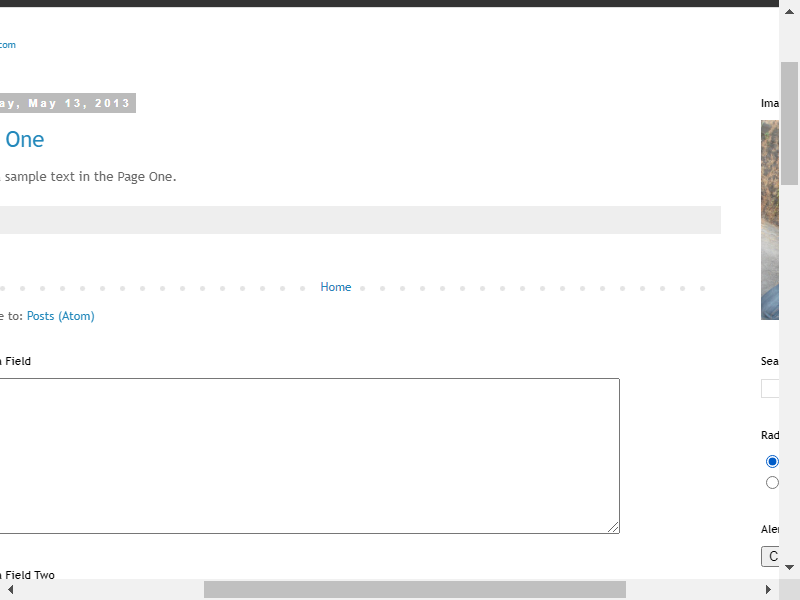 com
ay, May 13, 2013
One
sample text in the Page One.
Home
e to: Posts (Atom)
Field
Field Two
Ima
Sea
Rad
Aler
C